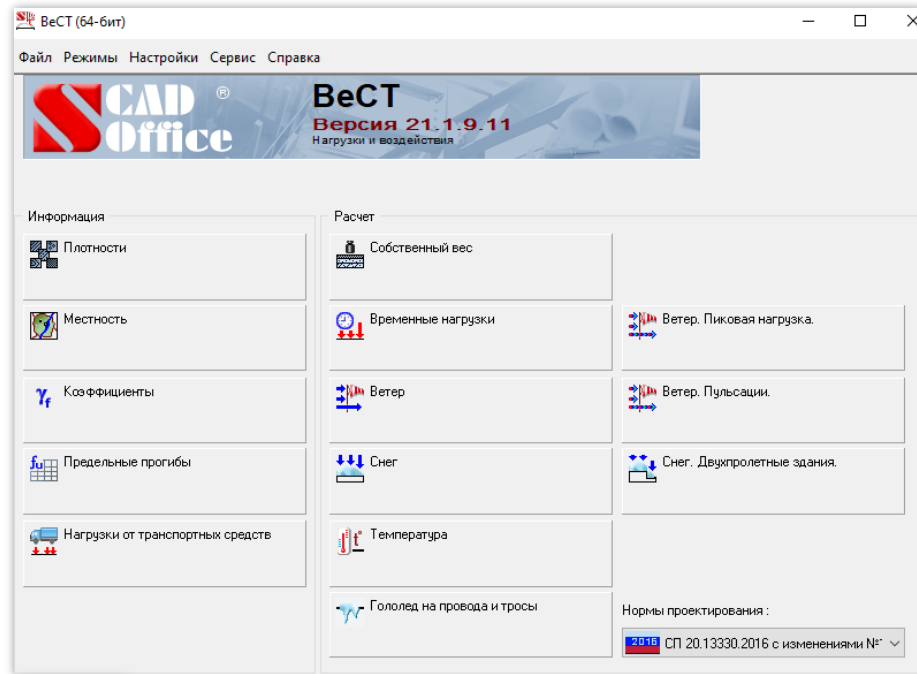 ВеСТ (64-бит)
Файл Режимы Настройки Сервис Справка
SCAD ®
Office
ВеСТ
Версия 21.1.9.11
Нагрузки и воздействия
Информация
Расчет
Плотности
Собственный вес
Местность
Временные нагрузки
Ветер. Пиковая нагрузка.
γf Коэффициенты
Ветер
Ветер. Пульсации.
fu Предельные прогибы
Снег
Снег. Двухпролетные здания.
Нагрузки от транспортных средств
t° Температура
Гололед на провода и тросы
Нормы проектирования :
2016 СП 20.13330.2016 с изменениями №